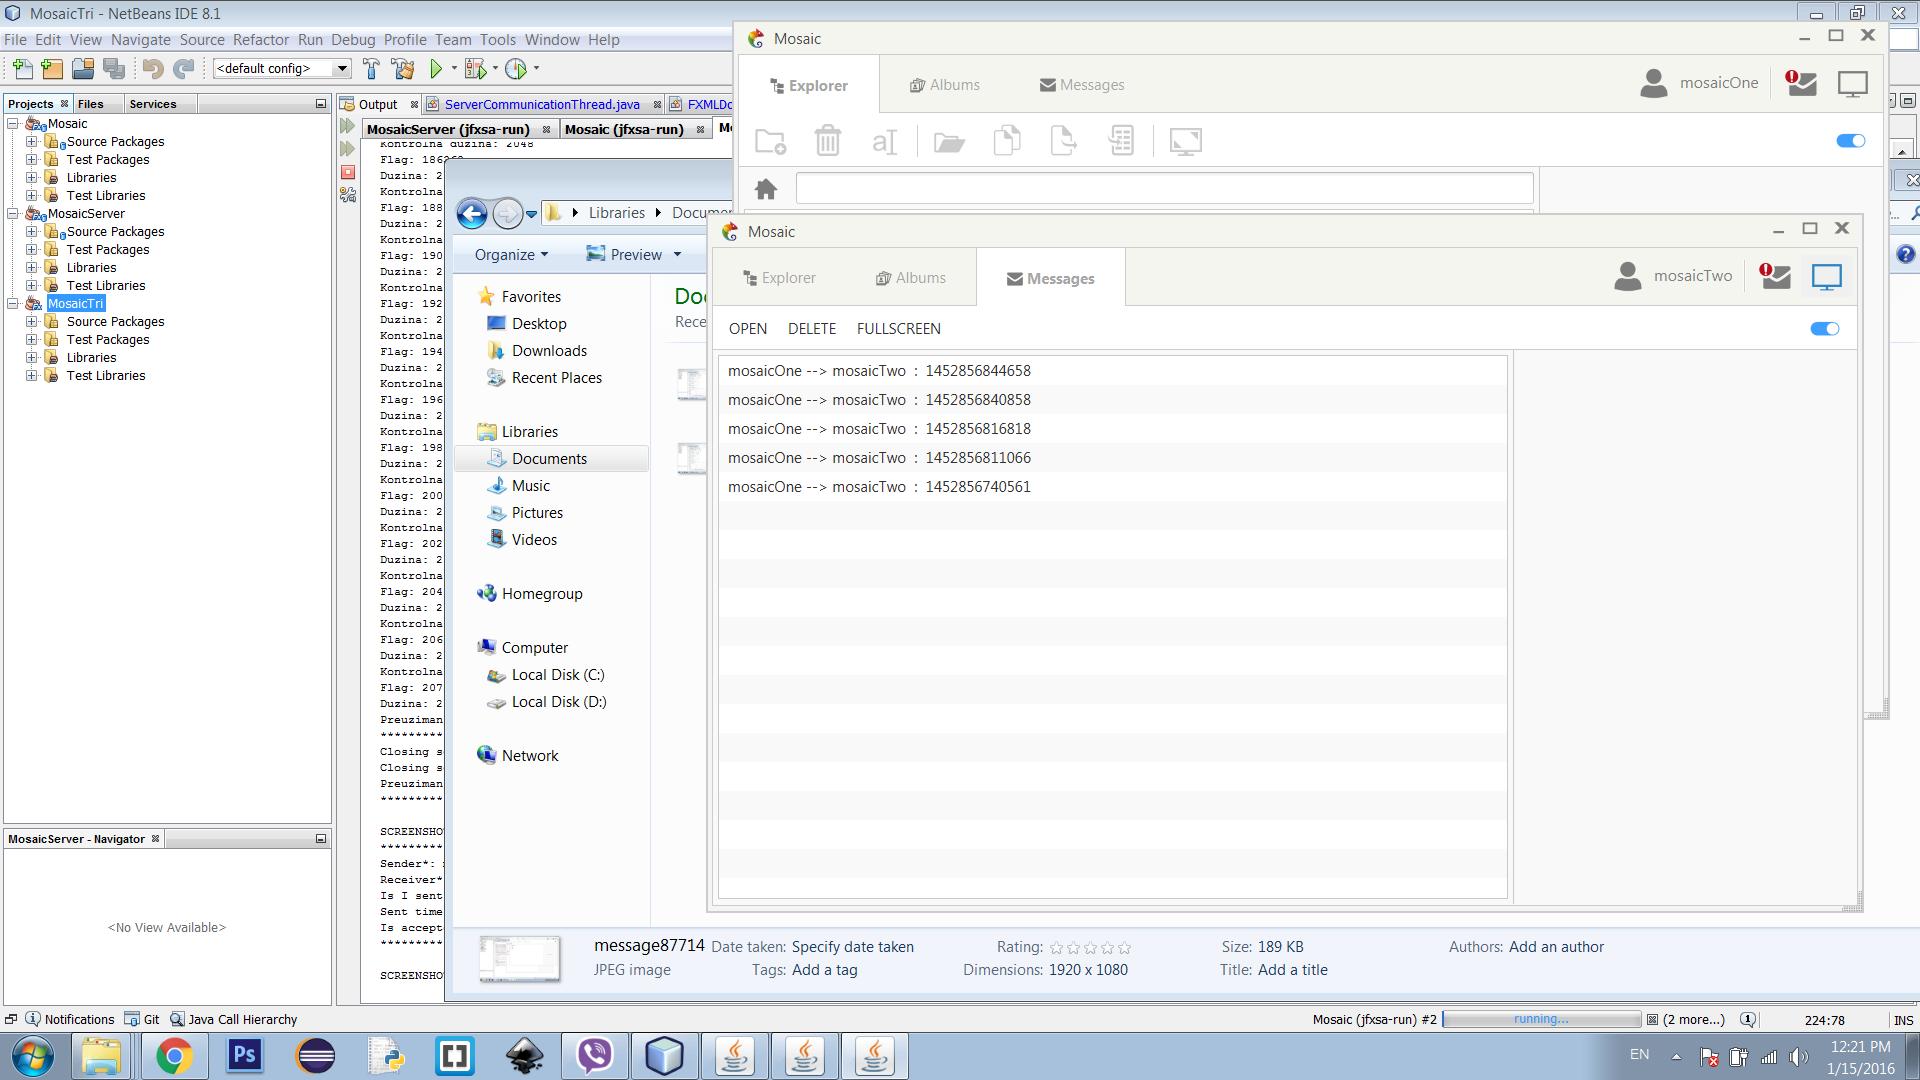 MosaicTri - NetBeans IDE 8.1
File Edit View Navigate Source Refactor Run Debug Profile Team Tools Window Help
<default config>
Projects Files Services
Mosaic
Source Packages
Test Packages
Libraries
Test Libraries
MosaicServer
Source Packages
Test Packages
Libraries
Test Libraries
MosaicTri
Source Packages
Test Packages
Libraries
Test Libraries
MosaicServer - Navigator
<No View Available>
Output ServerCommunicationThread.java
MosaicServer (jfxsa-run) Mosaic (jfxsa-run)
Kontrolna duzina: 2048
Duzina: 2
Kontrolna
Flag: 188
Duzina: 2
Kontrolna
Flag: 190
Duzina: 2
Kontrolna
Flag: 192
Duzina: 2
Kontrolna
Flag: 194
Duzina: 2
Kontrolna
Flag: 196
Duzina: 2
Kontrolna
Flag: 198
Duzina: 2
Kontrolna
Flag: 200
Duzina: 2
Kontrolna
Flag: 202
Duzina: 2
Kontrolna
Flag: 204
Duzina: 2
Kontrolna
Flag: 206
Duzina: 2
Kontrolna
Flag: 207
Duzina: 2
Preuziman
*********
Closing s
Closing s
Preuziman
*********
SCREENSHO
*********
Sender*:
Receiver*
Is I sent
Sent time
Is accept
*********
SCREENSHO
Libraries
Organize Preview
Favorites
Desktop
Downloads
Recent Places
Libraries
Documents
Music
Pictures
Videos
Homegroup
Computer
Local Disk (C:)
Local Disk (D:)
Network
message87714 Date taken: Specify date taken Rating: Size: 189 KB Authors: Add an author
JPEG image Tags: Add a tag Dimensions: 1920 x 1080 Title: Add a title
Mosaic
Explorer Albums Messages mosaicOne
Mosaic
Explorer Albums Messages mosaicTwo
OPEN DELETE FULLSCREEN
mosaicOne --> mosaicTwo : 1452856844658
mosaicOne --> mosaicTwo : 1452856840858
mosaicOne --> mosaicTwo : 1452856816818
mosaicOne --> mosaicTwo : 1452856811066
mosaicOne --> mosaicTwo : 1452856740561
Notifications Git Java Call Hierarchy
Mosaic (jfxsa-run) #2 running... (2 more...) 224:78 INS
Ps
EN 12:21 PM
1/15/2016